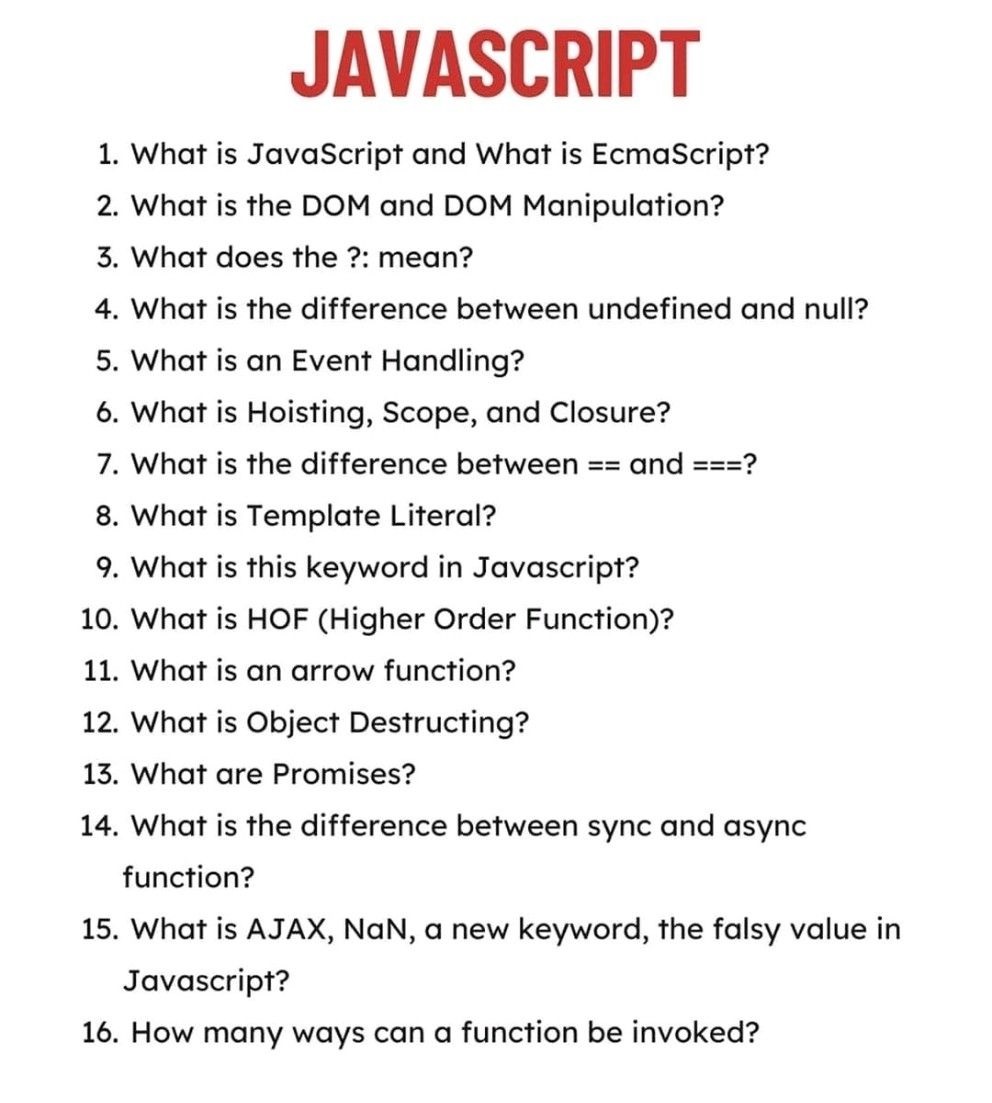 JAVASCRIPT
1. What is JavaScript and What is EcmaScript?
2. What is the DOM and DOM Manipulation?
3. What does the ?: mean?
4. What is the difference between undefined and null?
5. What is an Event Handling?
6. What is Hoisting, Scope, and Closure?
7. What is the difference between == and ===?
8. What is Template Literal?
9. What is this keyword in Javascript?
10. What is HOF (Higher Order Function)?
11. What is an arrow function?
12. What is Object Destructing?
13. What are Promises?
14. What is the difference between sync and async
function?
15. What is AJAX, NaN, a new keyword, the falsy value in
Javascript?
16. How many ways can a function be invoked?